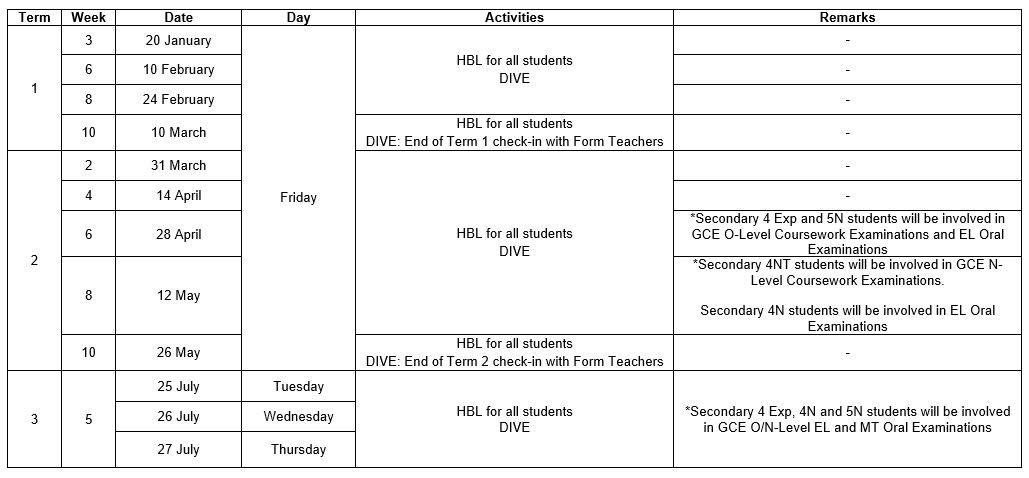 Term Week Date Day Activities Remarks
1
3 20 January -
6 10 February -
8 24 February -
HBL for all students
DIVE
10 10 March -
HBL for all students
DIVE: End of Term 1 check-in with Form Teachers
Friday
2
2 31 March -
4 14 April -
6 28 April
HBL for all students
DIVE
*Secondary 4 Exp and 5N students will be involved in
GCE O-Level Coursework Examinations and EL Oral
Examinations
8 12 May
*Secondary 4NT students will be involved in GCE N-
Level Coursework Examinations.
Secondary 4N students will be involved in EL Oral
Examinations
10 26 May -
HBL for all students
DIVE: End of Term 2 check-in with Form Teachers
3 5
25 July Tuesday
26 July Wednesday
27 July Thursday
HBL for all students
DIVE
*Secondary 4 Exp, 4N and 5N students will be involved
in GCE O/N-Level EL and MT Oral Examinations